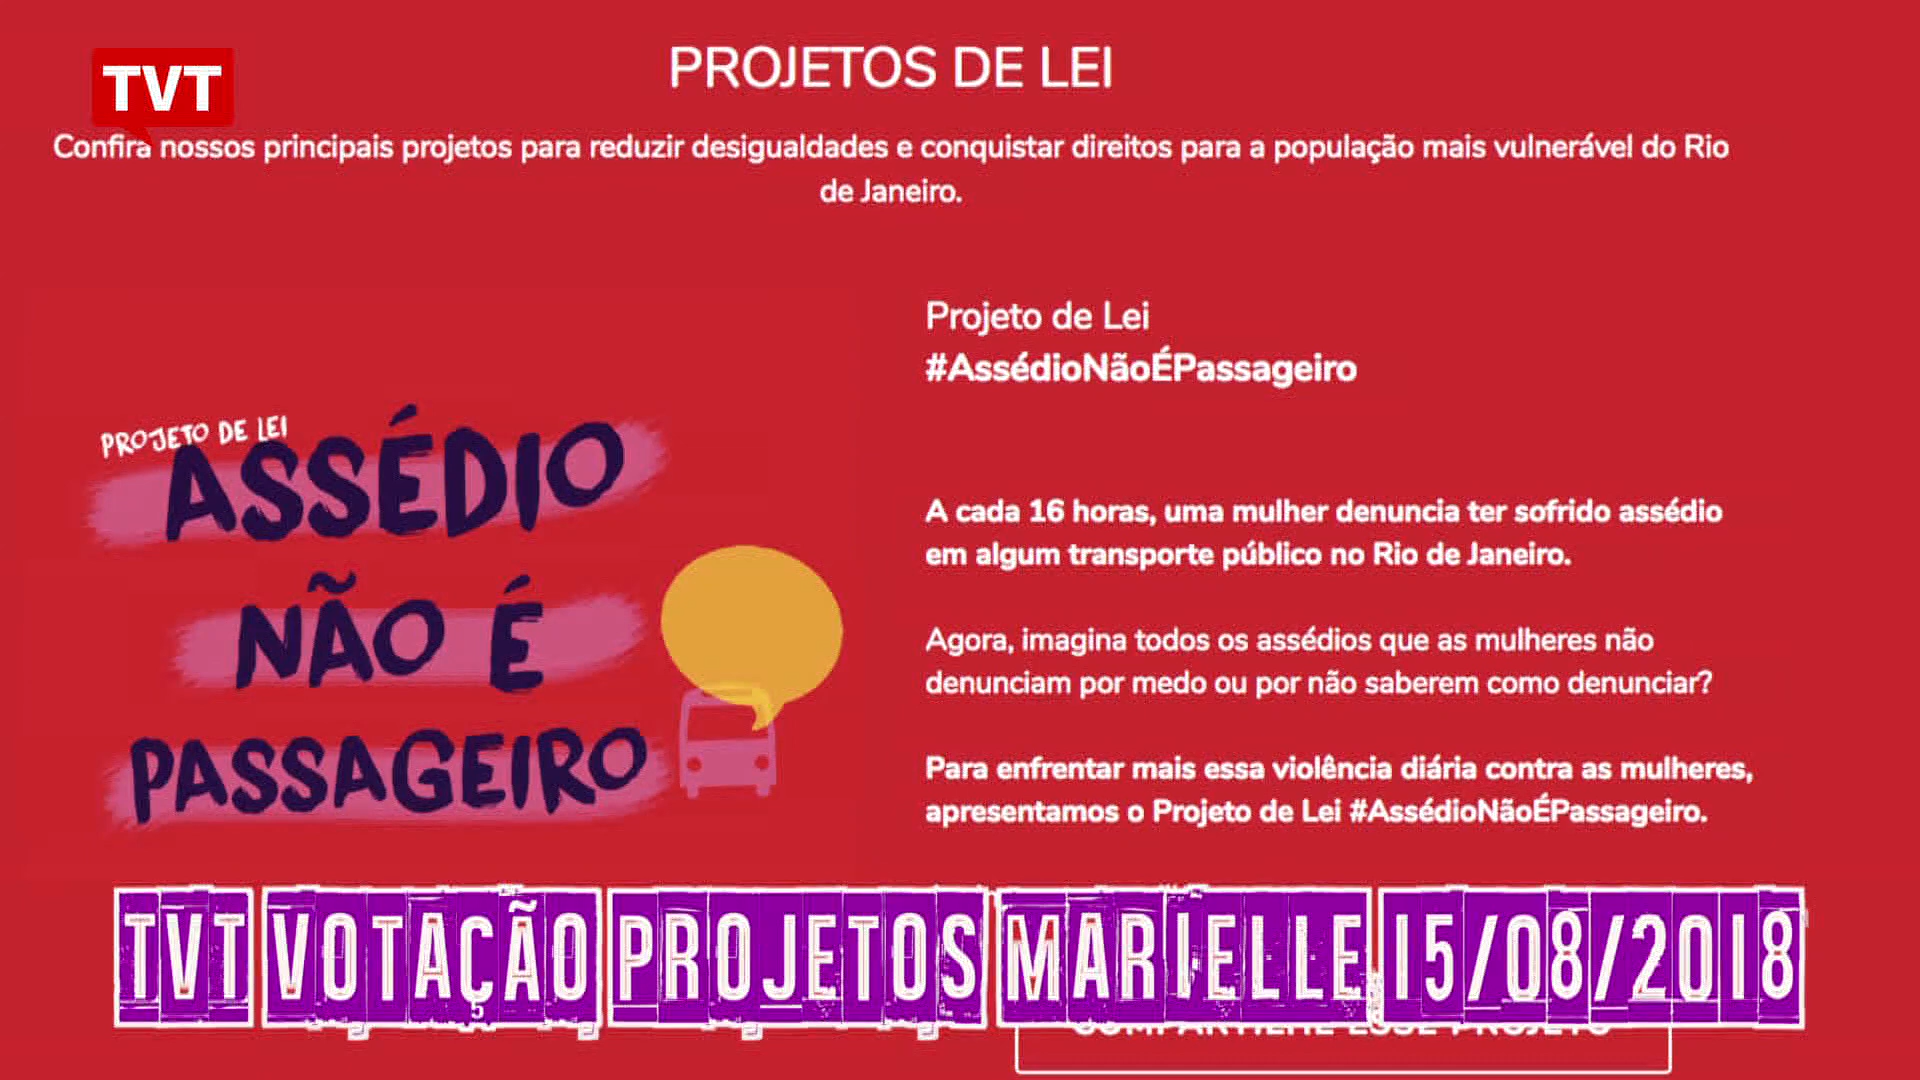 TVT
PROJETOS DE LEI
Confira nossos principais projetos para reduzir desigualdades e conquistar direitos para a população mais vulnerável do Rio
de Janeiro.
PROJETO DE LEI
ASSÉDIO
NÃO É
PASSAGEIRO
Projeto de Lei
#AssédioNãoÉPassageiro
A cada 16 horas, uma mulher denuncia ter sofrido assédio
em algum transporte público no Rio de Janeiro.
Agora, imagina todos os assédios que as mulheres não
denunciam por medo ou por não saberem como denunciar?
Para enfrentar mais essa violência diária contra as mulheres,
apresentamos o Projeto de Lei #AssédioNãoÉPassageiro.
TVT VOTAÇÃO PROJETOS MARIELLE 15/08/2018